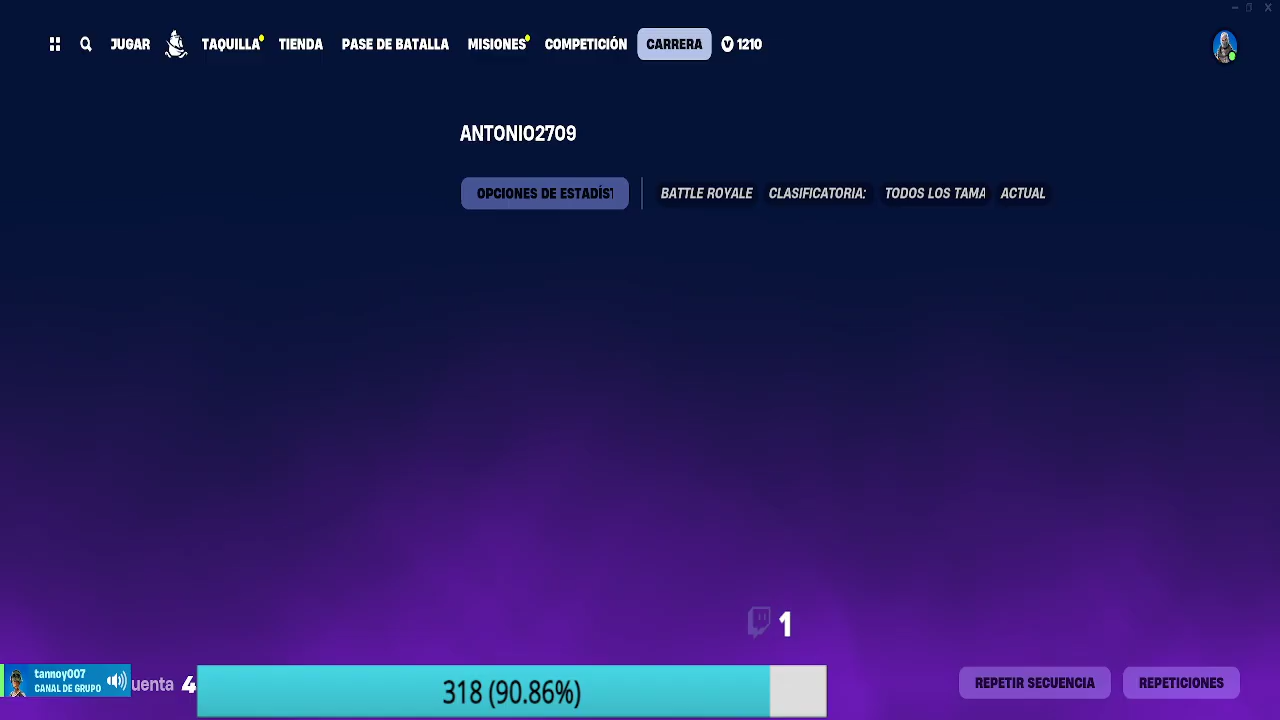 JUGAR TAQUILLA TIENDA PASE DE BATALLA MISIONES COMPETICIÓN CARRERA V 1210
ANTONIO2709
OPCIONES DE ESTADÍST BATTLE ROYALE CLASIFICATORIA: TODOS LOS TAMA ACTUAL
1
tannoy007
CANAL DE GRUPO
uenta 4
318 (90.86%)
REPETIR SECUENCIA REPETICIONES